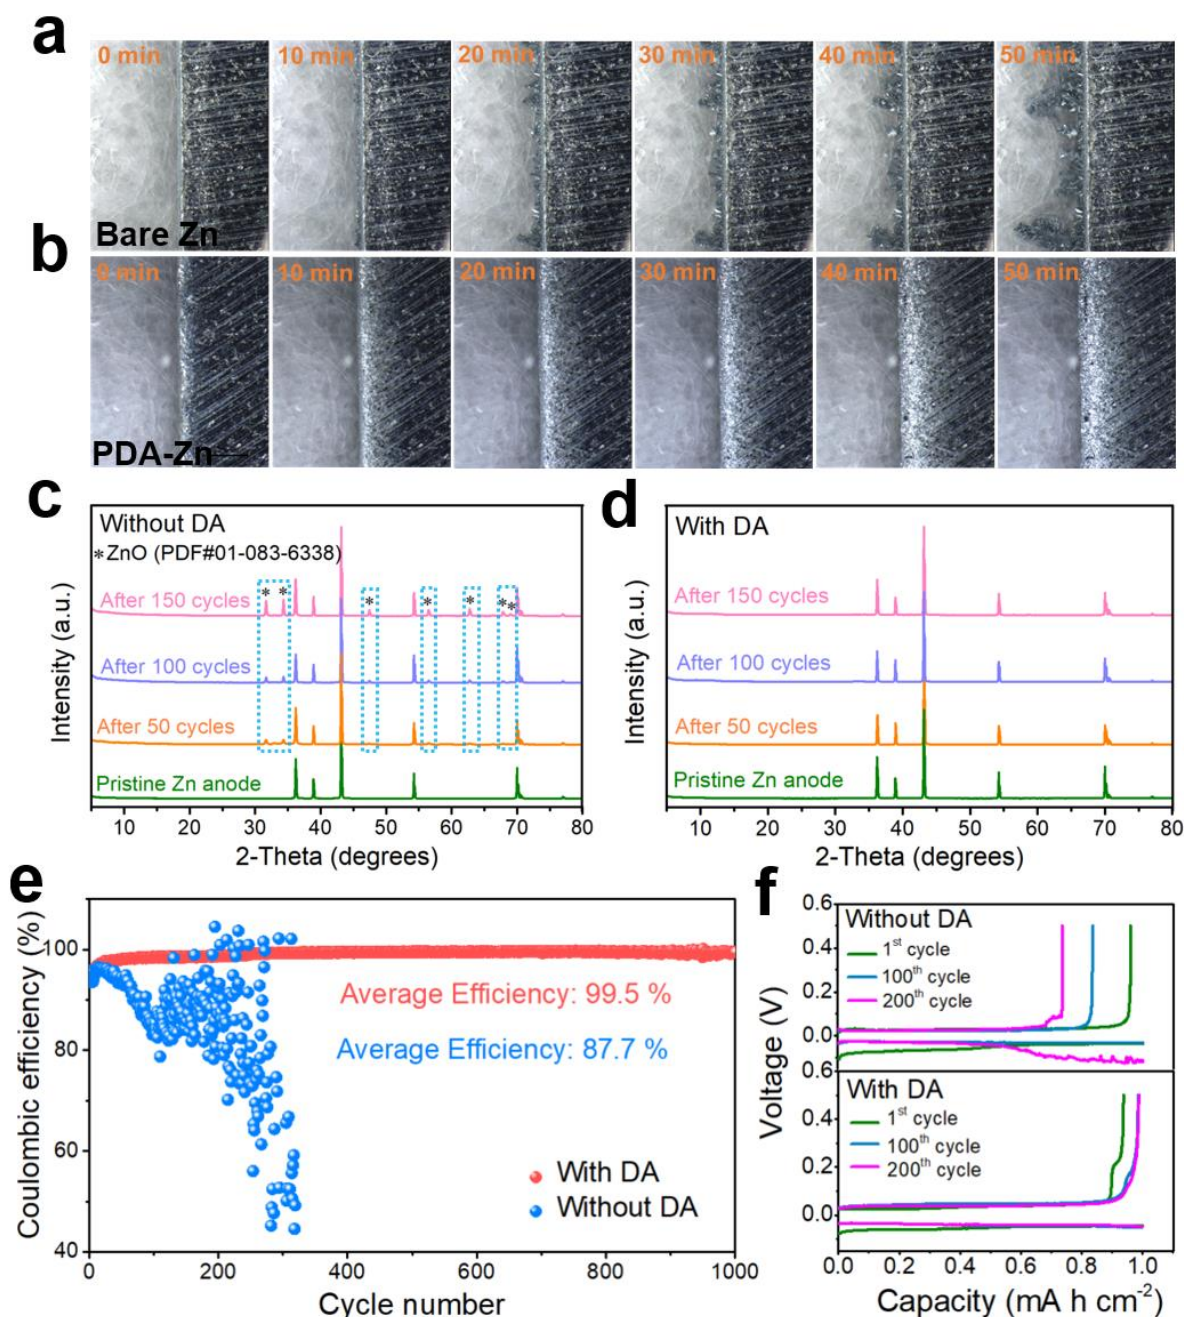 a
0 min
10 min
20 min
30 min
40 min
50 min
Bare Zn
b
0 min
10 min
20 min
30 min
40 min
50 min
PDA-Zn
c
Without DA
*ZnO (PDF#01-083-6338)
* * * * * * *
After 150 cycles
After 100 cycles
After 50 cycles
Pristine Zn anode
Intensity (a.u.)
10 20 30 40 50 60 70 80
2-Theta (degrees)
d
With DA
After 150 cycles
After 100 cycles
After 50 cycles
Pristine Zn anode
Intensity (a.u.)
10 20 30 40 50 60 70 80
2-Theta (degrees)
e
Coulombic efficiency (%)
100
80
60
40
Average Efficiency: 99.5 %
Average Efficiency: 87.7 %
With DA
Without DA
0 200 400 600 800 1000
Cycle number
f
Voltage (V)
0.6
0.4
0.2
0.0
Without DA
1st cycle
100th cycle
200th cycle
0.6
0.4
0.2
0.0
With DA
1st cycle
100th cycle
200th cycle
0.0 0.2 0.4 0.6 0.8 1.0
Capacity (mA h cm-2)